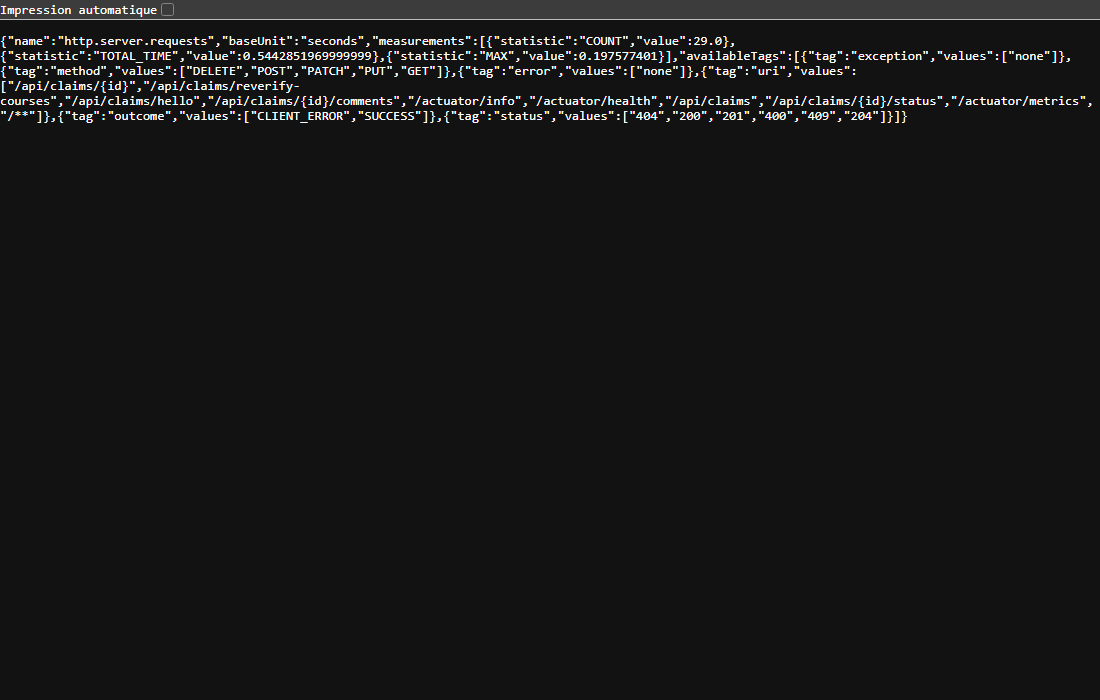 Impression automatique
{"name":"http.server.requests","baseUnit":"seconds","measurements":[{"statistic":"COUNT","value":29.0},
{"statistic":"TOTAL_TIME","value":0.5442851969999999},{"statistic":"MAX","value":0.197577401}],"availableTags":[{"tag":"exception","values":["none"]},
{"tag":"method","values":["DELETE","POST","PATCH","PUT","GET"]},{"tag":"error","values":["none"]},{"tag":"uri","values":
["/api/claims/{id}","/api/claims/reverify-
courses","/api/claims/hello","/api/claims/{id}/comments","/actuator/info","/actuator/health","/api/claims","/api/claims/{id}/status","/actuator/metrics",
"/**"]},{"tag":"outcome","values":["CLIENT_ERROR","SUCCESS"]},{"tag":"status","values":["404","200","201","400","409","204"]}]}